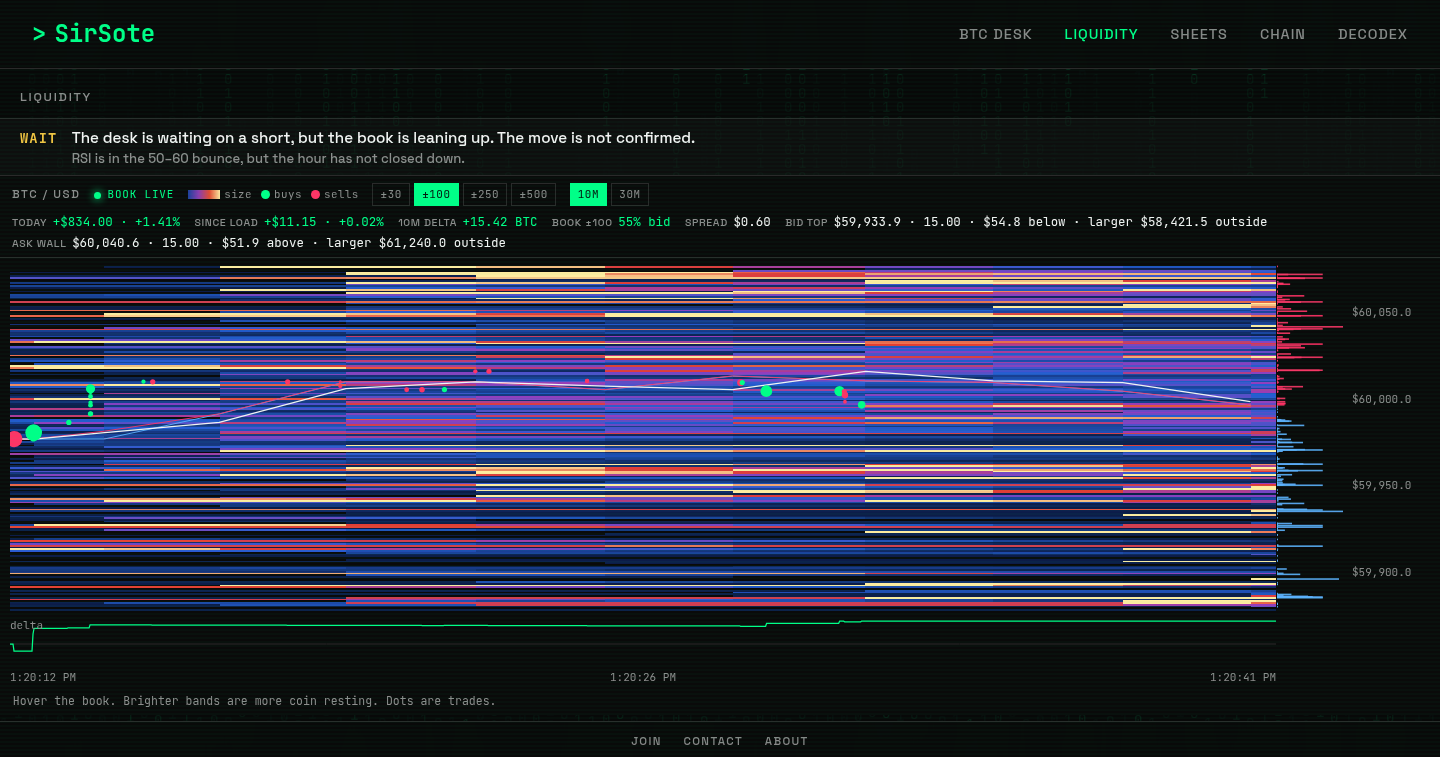 > SirSote
BTC DESK LIQUIDITY SHEETS CHAIN DECODEX
LIQUIDITY
WAIT The desk is waiting on a short, but the book is leaning up. The move is not confirmed.
RSI is in the 50–60 bounce, but the hour has not closed down.
BTC / USD BOOK LIVE size buys sells ±30 ±100 ±250 ±500 10M 30M
TODAY +$834.00 · +1.41% SINCE LOAD +$11.15 · +0.02% 10M DELTA +15.42 BTC BOOK ±100 55% bid SPREAD $0.60 BID TOP $59,933.9 · 15.00 · $54.8 below · larger $58,421.5 outside
ASK WALL $60,040.6 · 15.00 · $51.9 above · larger $61,240.0 outside
$60,050.0
$60,000.0
$59,950.0
$59,900.0
delta
1:20:12 PM 1:20:26 PM 1:20:41 PM
Hover the book. Brighter bands are more coin resting. Dots are trades.
JOIN CONTACT ABOUT